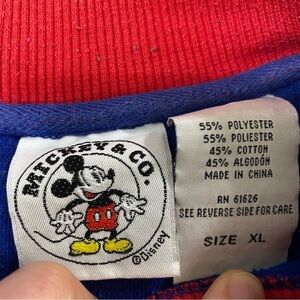 MICKEY & CO.
©Disney
55% POLYESTER
55% POLIESTER
45% COTTON
45% ALGODÓN
MADE IN CHINA
RN 61626
SEE REVERSE SIDE FOR CARE
SIZE XL